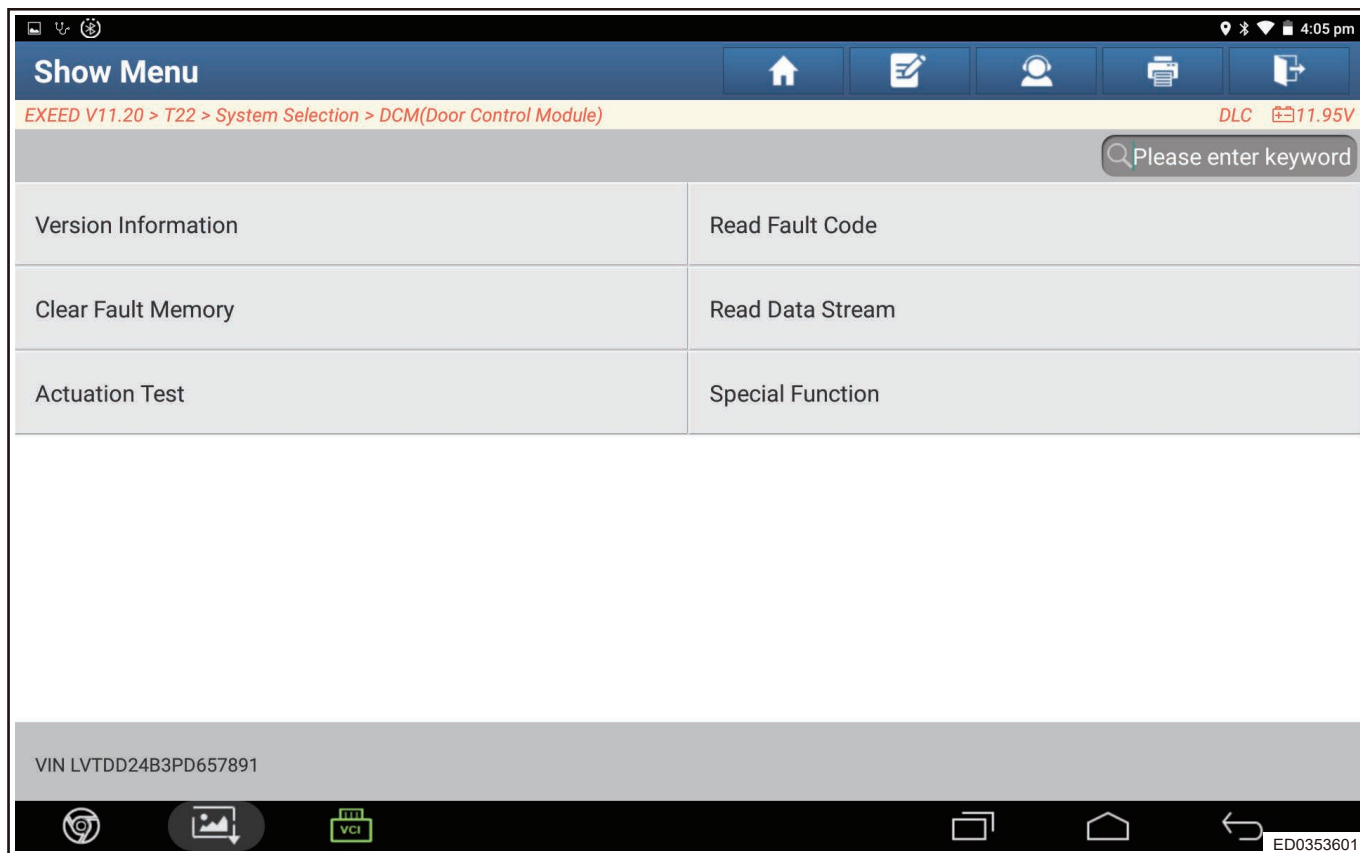 4:05 pm
Show Menu
EXEED V11.20 > T22 > System Selection > DCM(Door Control Module)
DLC 11.95V
Please enter keyword
Version Information
Read Fault Code
Clear Fault Memory
Read Data Stream
Actuation Test
Special Function
VIN LVTDD24B3PD657891
VCI
ED0353601